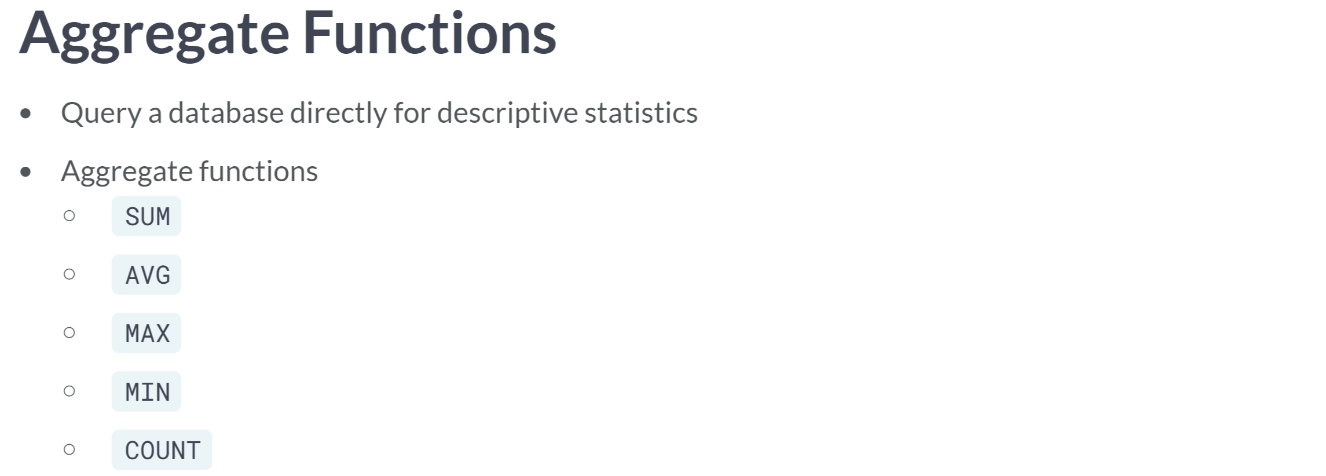 Aggregate Functions
Query a database directly for descriptive statistics
Aggregate functions
SUM
AVG
MAX
MIN
COUNT